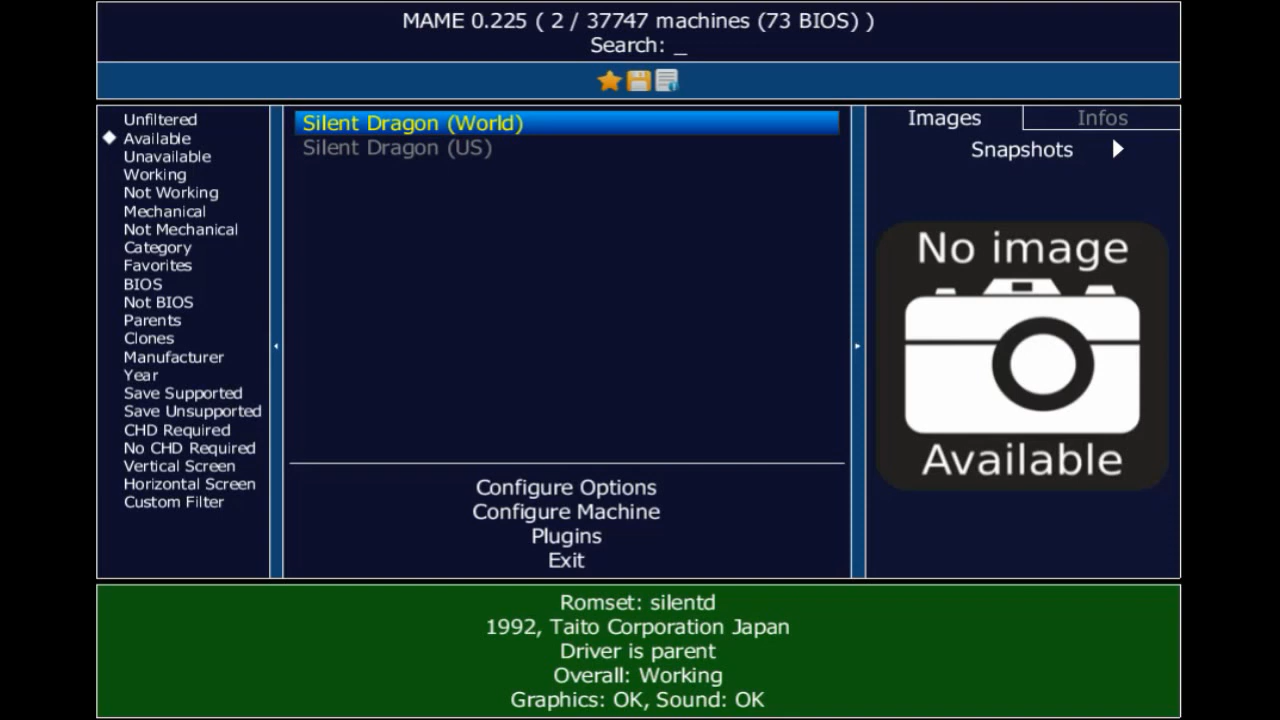 MAME 0.225 ( 2 / 37747 machines (73 BIOS) )
Search: _
Unfiltered
Available
Unavailable
Working
Not Working
Mechanical
Not Mechanical
Category
Favorites
BIOS
Not BIOS
Parents
Clones
Manufacturer
Year
Save Supported
Save Unsupported
CHD Required
No CHD Required
Vertical Screen
Horizontal Screen
Custom Filter
Silent Dragon (World)
Silent Dragon (US)
Configure Options
Configure Machine
Plugins
Exit
Images
Infos
Snapshots
No image
Available
Romset: silentd
1992, Taito Corporation Japan
Driver is parent
Overall: Working
Graphics: OK, Sound: OK